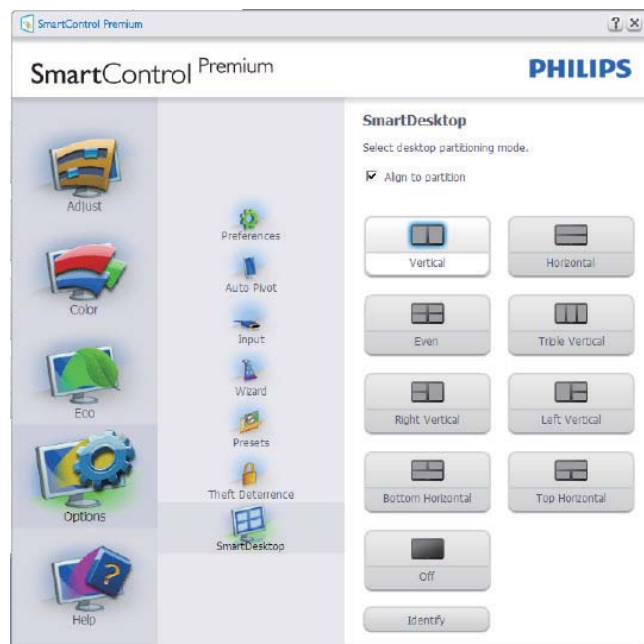 SmartControl Premium
SmartControl Premium
PHILIPS
Adjust
Color
Eco
Options
Help
Preferences
Auto Pivot
Input
Wizard
Presets
Theft Deterrence
SmartDesktop
SmartDesktop
Select desktop partitioning mode.
Align to partition
Vertical
Horizontal
Even
Triple Vertical
Right Vertical
Left Vertical
Bottom Horizontal
Top Horizontal
Off
Identify